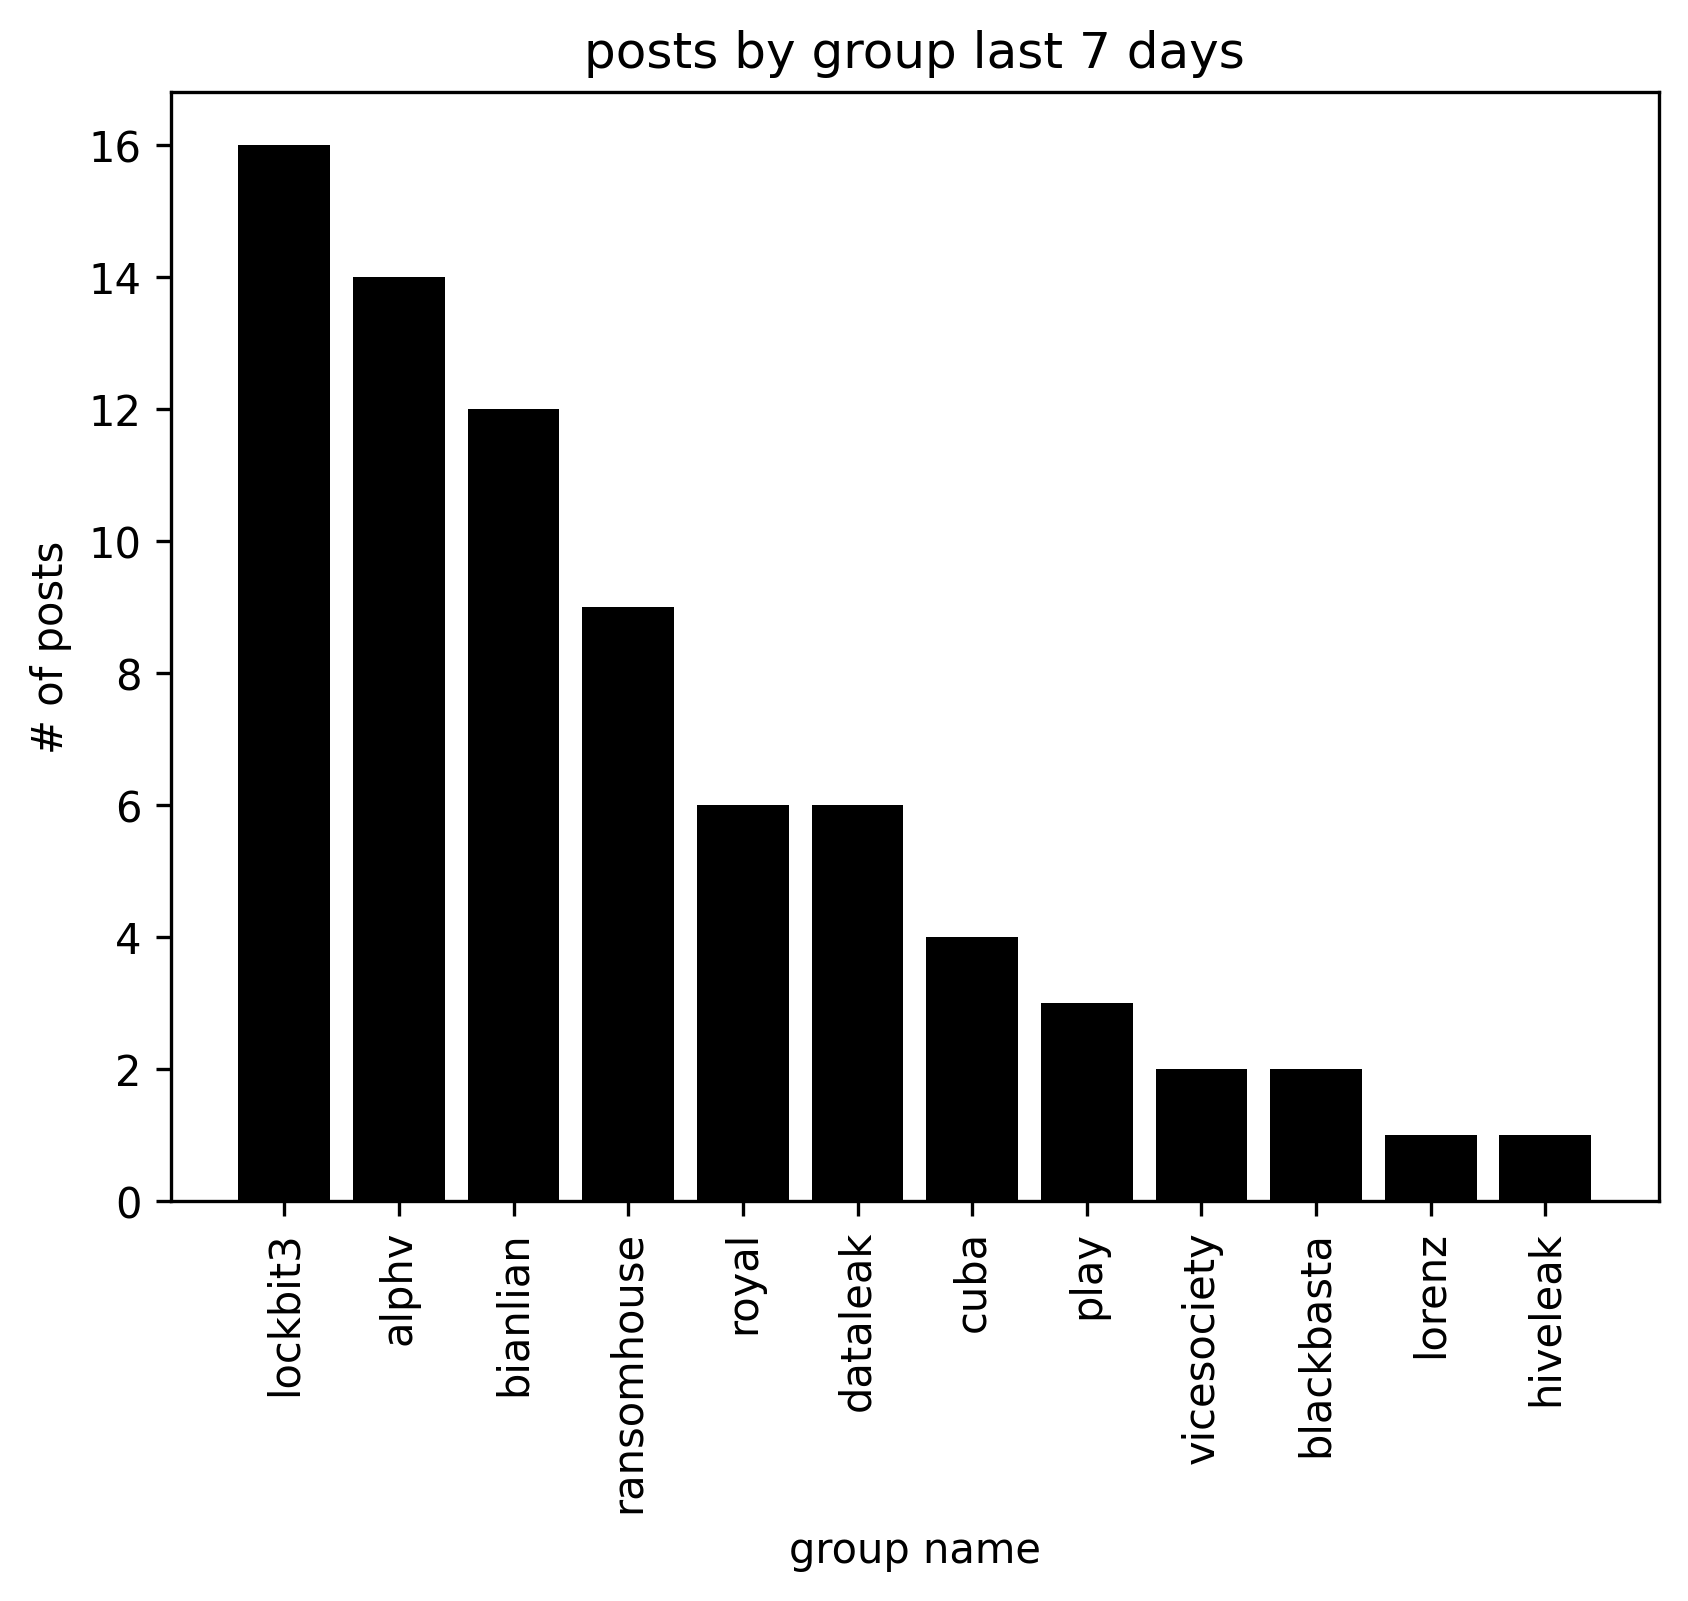 posts by group last 7 days
16
14
12
10
8
6
4
2
0
# of posts
lockbit3
alphv
bianlian
ransomhouse
royal
dataleak
cuba
play
vicesociety
blackbasta
lorenz
hiveleak
group name